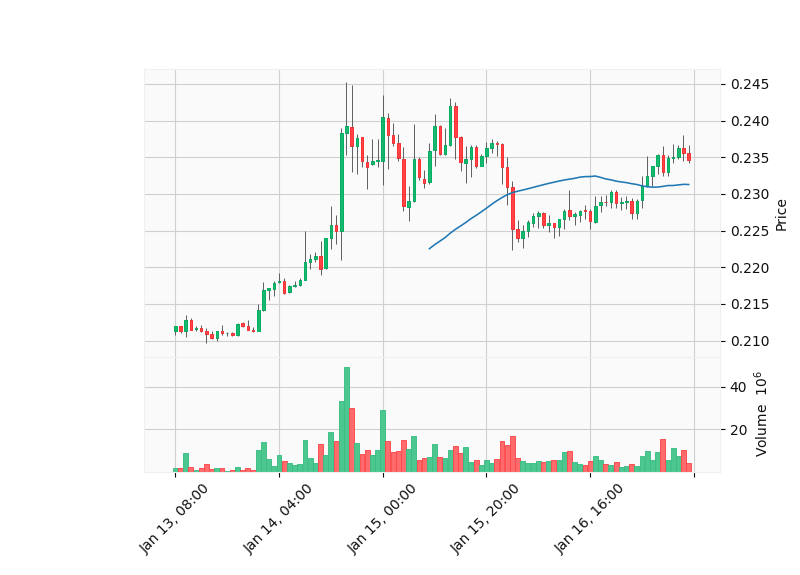 0.245
0.240
0.235
0.230
0.225
0.220
0.215
0.210
Price
40
20
Volume 10^6
Jan 13, 08:00
Jan 14, 04:00
Jan 15, 00:00
Jan 15, 20:00
Jan 16, 16:00